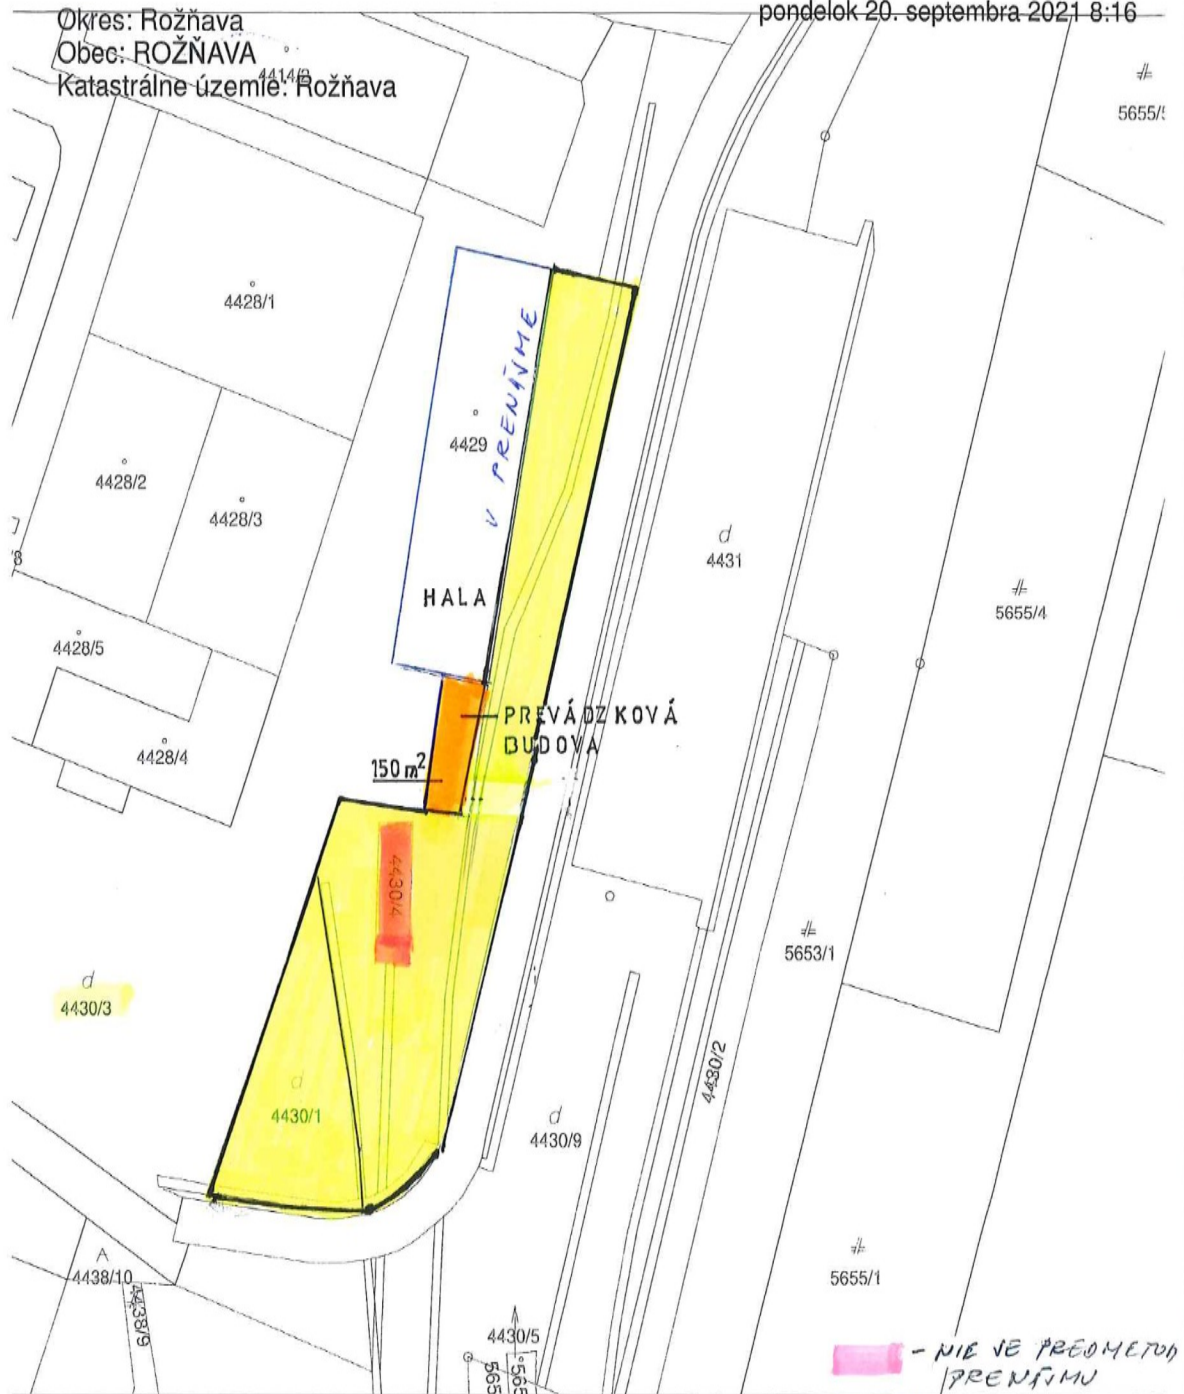 Okres: Rožňava
pondelok 20. septembra 2021 8:16
Obec: ROŽŇAVA
4414/2
Katastrálne územie: Rožňava
5655/
4428/1
V PRENÁJME
4429
4428/2
4428/3
d
4431
/8
HALA
5655/4
4428/5
PREVÁDZKOVÁ
BUDOVA
4428/4
150 m²
4430/4
5653/1
d
4430/3
4430/2
d
4430/1
d
4430/9
A
4438/10
4438/9
5655/1
4430/5
565
565
- NIE JE PREDMETOM
PRENÁJMU